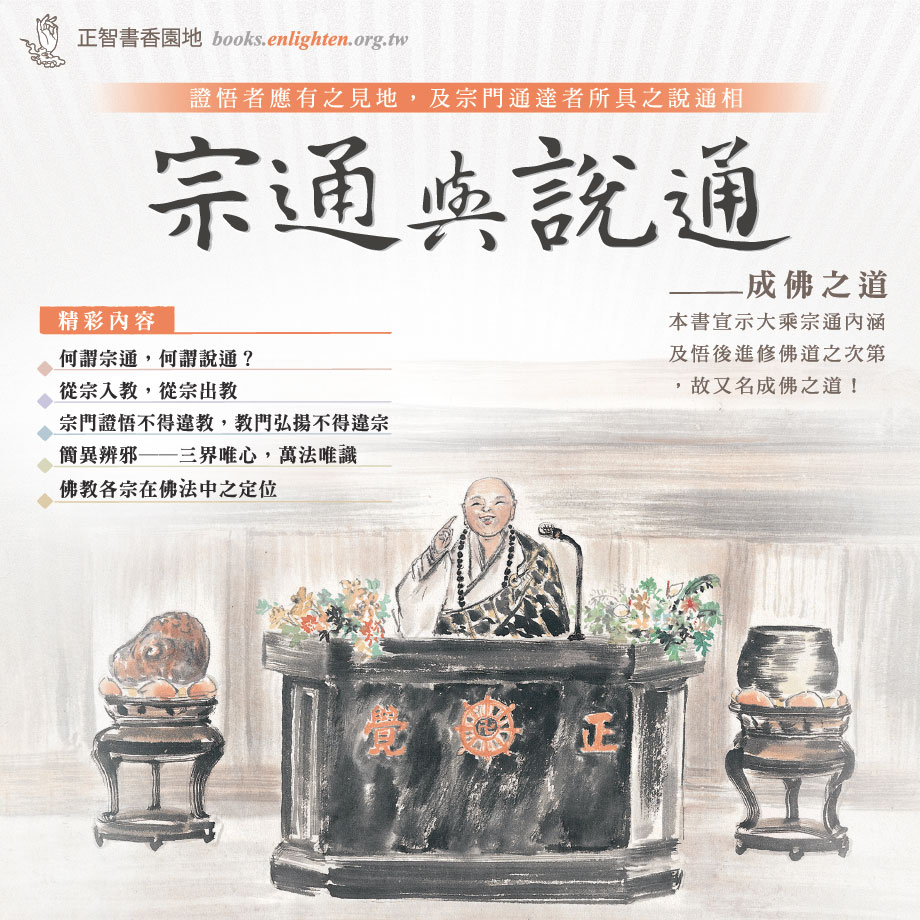 正智書香園地 books.enlighten.org.tw
證悟者應有之見地，及宗門通達者所具之說通相
宗通與說通
——成佛之道
本書宣示大乘宗通內涵
及悟後進修佛道之次第
，故又名成佛之道！
精彩內容
何謂宗通，何謂說通？
從宗入教，從宗出教
宗門證悟不得違教，教門弘揚不得違宗
簡異辨邪——三界唯心，萬法唯識
佛教各宗在佛法中之定位
覺 卍 正